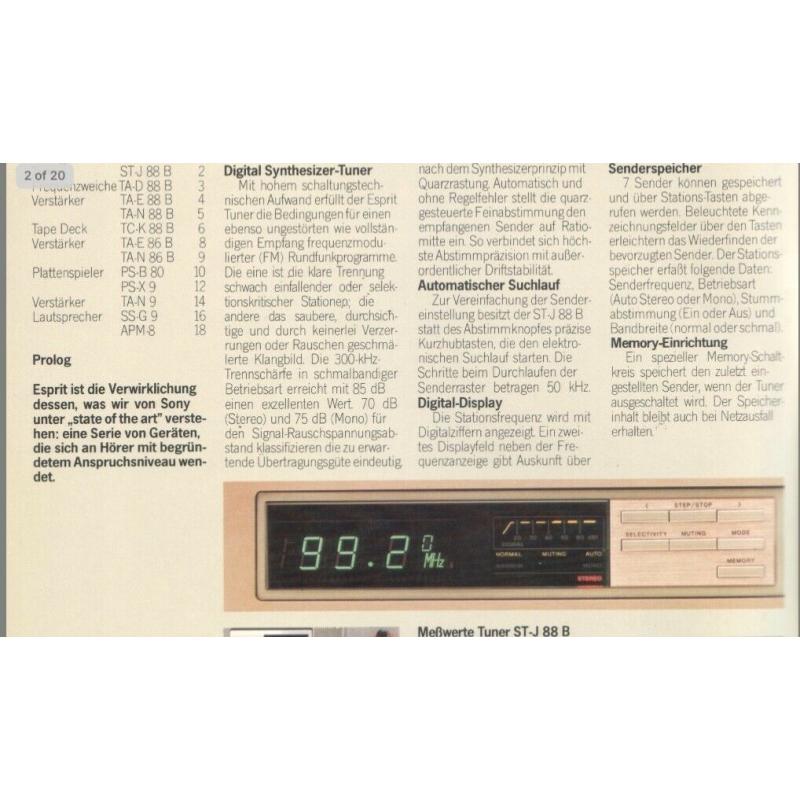 2 of 20
ST-J 88 B 2
Frequenzweiche TA-D 88 B 3
Verstärker TA-E 88 B 4
TA-N 88 B 5
Tape Deck TC-K 88 B 6
Verstärker TA-E 86 B 8
TA-N 86 B 9
Plattenspieler PS-B 80 10
PS-X 9 12
Verstärker TA-N 9 14
Lautsprecher SS-G 9 16
APM-8 18
Prolog
Esprit ist die Verwirklichung
dessen, was wir von Sony
unter „state of the art" verste-
hen: eine Serie von Geräten,
die sich an Hörer mit begrün-
detem Anspruchsniveau wen-
det.
Digital Synthesizer-Tuner
Mit hohem schaltungstech-
nischen Aufwand erfüllt der Esprit
Tuner die Bedingungen für einen
ebenso ungestörten wie vollstän-
digen Empfang frequenzmodu-
lierter (FM) Rundfunkprogramme.
Die eine ist die klare Trennung
schwach einfallender oder selek-
tionskritischer Stationen, die
andere das saubere, durchsich-
tige und durch keinerlei Verzer-
rungen oder Rauschen geschmä-
lerte Klangbild. Die 300-kHz-
Trennschärfe in schmalbandiger
Betriebsart erreicht mit 85 dB
einen exzellenten Wert. 70 dB
(Stereo) und 75 dB (Mono) für
den Signal-Rauschspannungsab-
stand klassifizieren die zu erwar-
tende Übertragungsgüte eindeutig.
nach dem Synthesizerprinzip mit
Quarzrastung. Automatisch und
ohne Regelfehler stellt die quarz-
gesteuerte Feinabstimmung den
empfangenen Sender auf Ratio-
mitte ein. So verbindet sich höch-
ste Abstimmpräzision mit außer-
ordentlicher Driftstabilität.
Automatischer Suchlauf
Zur Vereinfachung der Sender-
einstellung besitzt der ST-J 88 B
statt des Abstimmknopfes präzise
Kurzhubtasten, die den elektro-
nischen Suchlauf starten. Die
Schritte beim Durchlaufen der
Senderraster betragen 50 kHz.
Digital-Display
Die Stationsfrequenz wird mit
Digitalziffern angezeigt. Ein zwei-
tes Displayfeld neben der Fre-
quenzanzeige gibt Auskunft über
Senderspeicher
7 Sender können gespeichert
und über Stations-Tasten abge-
rufen werden. Beleuchtete Kenn-
zeichnungsfelder über den Tasten
erleichtern das Wiederfinden der
bevorzugten Sender. Der Stations-
speicher erfaßt folgende Daten:
Senderfrequenz, Betriebsart
(Auto Stereo oder Mono), Stumm-
abstimmung (Ein oder Aus) und
Bandbreite (normal oder schmal).
Memory-Einrichtung
Ein spezieller Memory-Schalt-
kreis speichert den zuletzt ein-
gestellten Sender, wenn der Tuner
ausgeschaltet wird. Der Speicher-
inhalt bleibt auch bei Netzausfall
erhalten.
99.20 MHz
SIGNAL
NORMAL MUTING AUTO
MONO
STEREO
< STEP/STOP >
SELECTIVITY MUTING MODE
MEMORY
Meßwerte Tuner ST-J 88 B